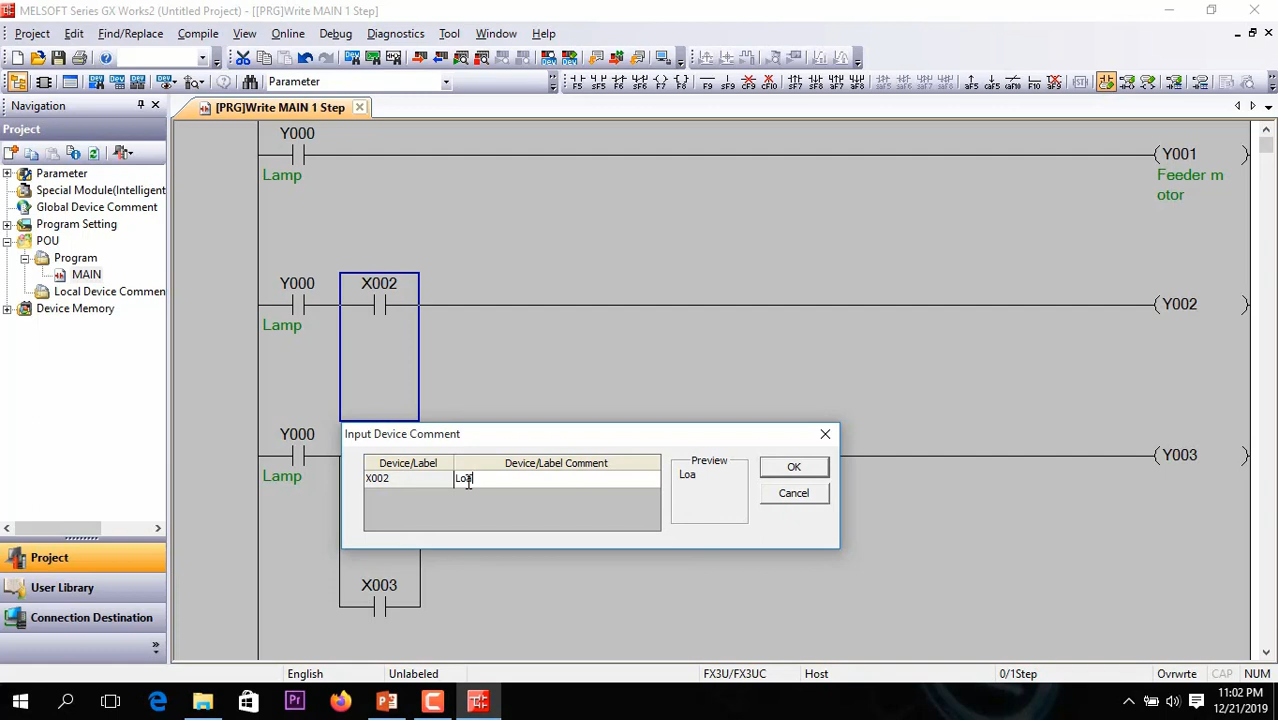 MELSOFT Series GX Works2 (Untitled Project) - [[PRG]Write MAIN 1 Step]
Project Edit Find/Replace Compile View Online Debug Diagnostics Tool Window Help
Parameter
Navigation
[PRG]Write MAIN 1 Step
Project
Parameter
Special Module(Intelligent
Global Device Comment
Program Setting
POU
Program
MAIN
Local Device Commen
Device Memory
Project
User Library
Connection Destination
Y000
Y001
Lamp
Feeder m
otor
Y000 X002
Y002
Lamp
Y000
Y003
Lamp
X003
Input Device Comment
Device/Label Device/Label Comment
X002 Loa
Preview
Loa
OK
Cancel
English Unlabeled FX3U/FX3UC Host 0/1Step Ovrwrte CAP NUM
11:02 PM
12/21/2019